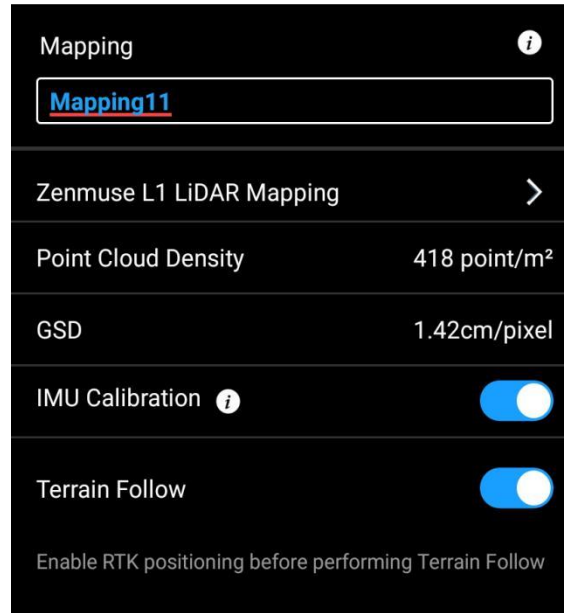 Mapping
Mapping11
Zenmuse L1 LiDAR Mapping
Point Cloud Density 418 point/m²
GSD 1.42cm/pixel
IMU Calibration i
Terrain Follow
Enable RTK positioning before performing Terrain Follow